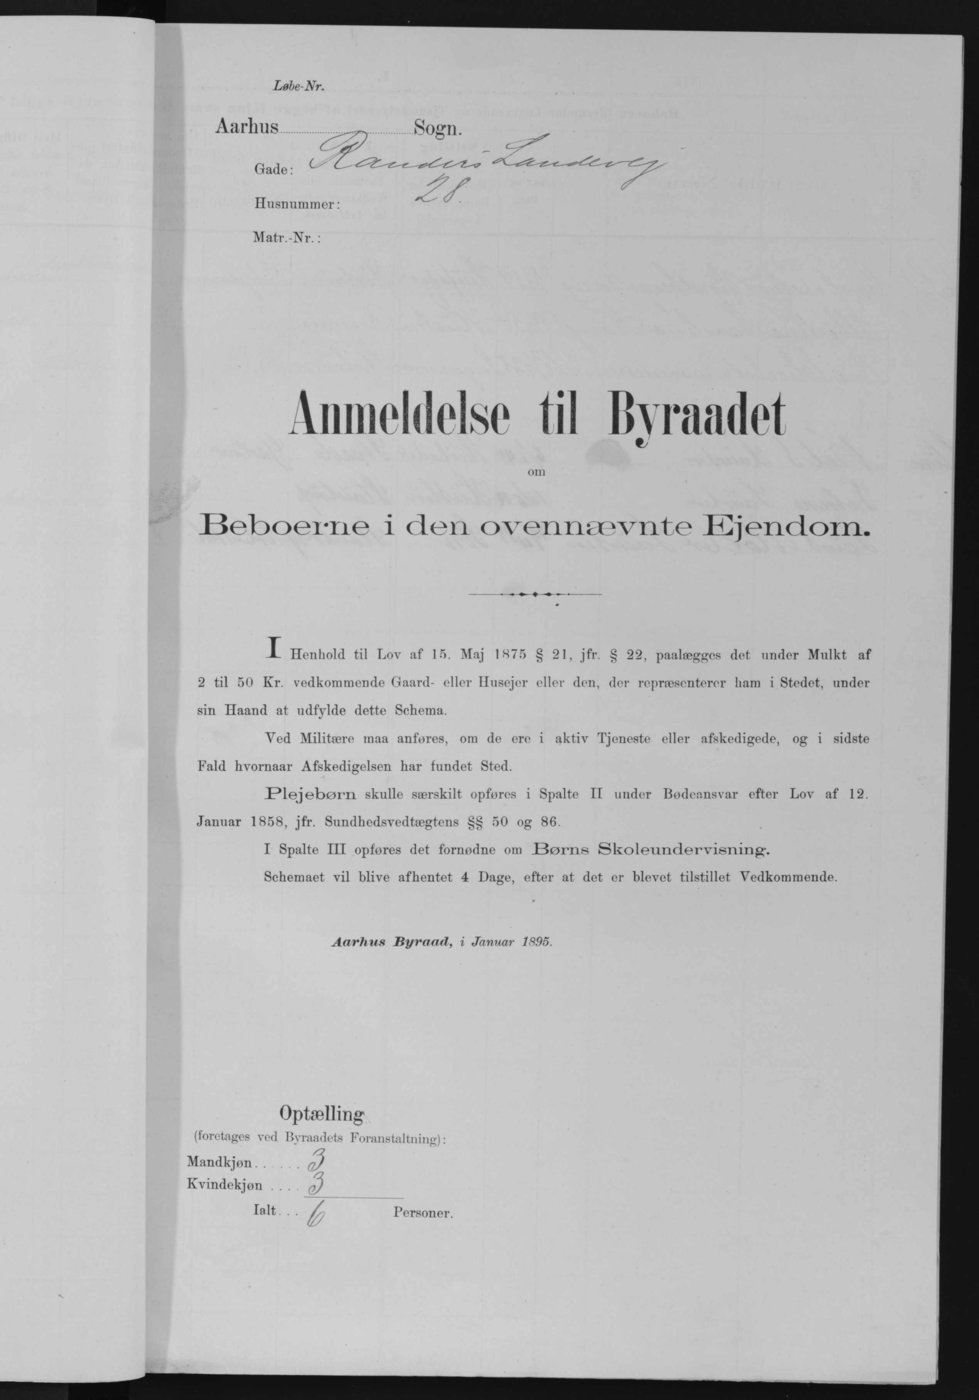 Løbe-Nr.
Aarhus Sogn.
Gade: Randers Landevej
Husnummer: 28.
Matr.-Nr.:
Anmeldelse til Byraadet
om
Beboerne i den ovennævnte Ejendom.
I Henhold til Lov af 15. Maj 1875 § 21, jfr. § 22, paalægges det under Mulkt af
2 til 50 Kr. vedkommende Gaard- eller Husejer eller den, der repræsenterer ham i Stedet, under
sin Haand at udfylde dette Schema.
Ved Militære maa anføres, om de ere i aktiv Tjeneste eller afskedigede, og i sidste
Fald hvornaar Afskedigelsen har fundet Sted.
Plejebørn skulle særskilt opføres i Spalte II under Bødeansvar efter Lov af 12.
Januar 1858, jfr. Sundhedsvedtægtens §§ 50 og 86.
I Spalte III opføres det fornødne om Børns Skoleundervisning.
Schemaet vil blive afhentet 4 Dage, efter at det er blevet tilstillet Vedkommende.
Aarhus Byraad, i Januar 1895.
Optælling
(foretages ved Byraadets Foranstaltning):
Mandkjøn...... 3
Kvindekjøn .... 3
Ialt... 6 Personer.